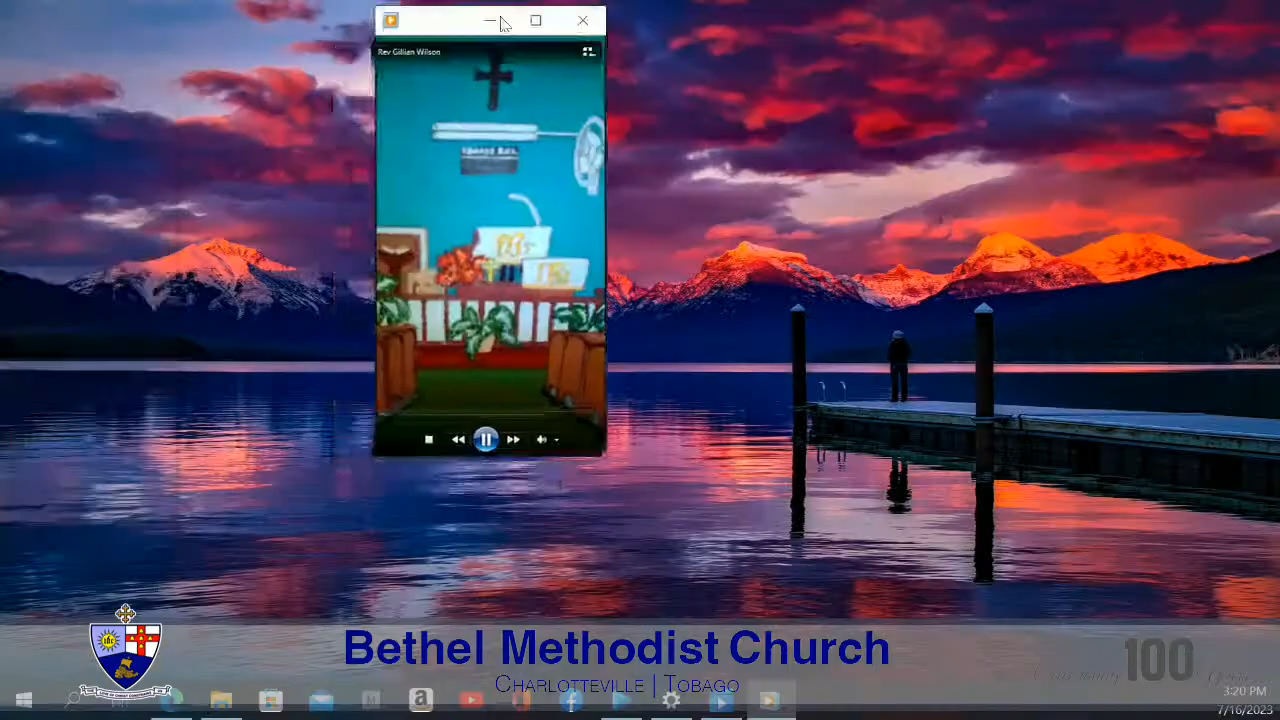 Rev Gillian Wilson
Bethel Methodist Church
CHARLOTTEVILLE | TOBAGO
100
3:20 PM
7/16/2023